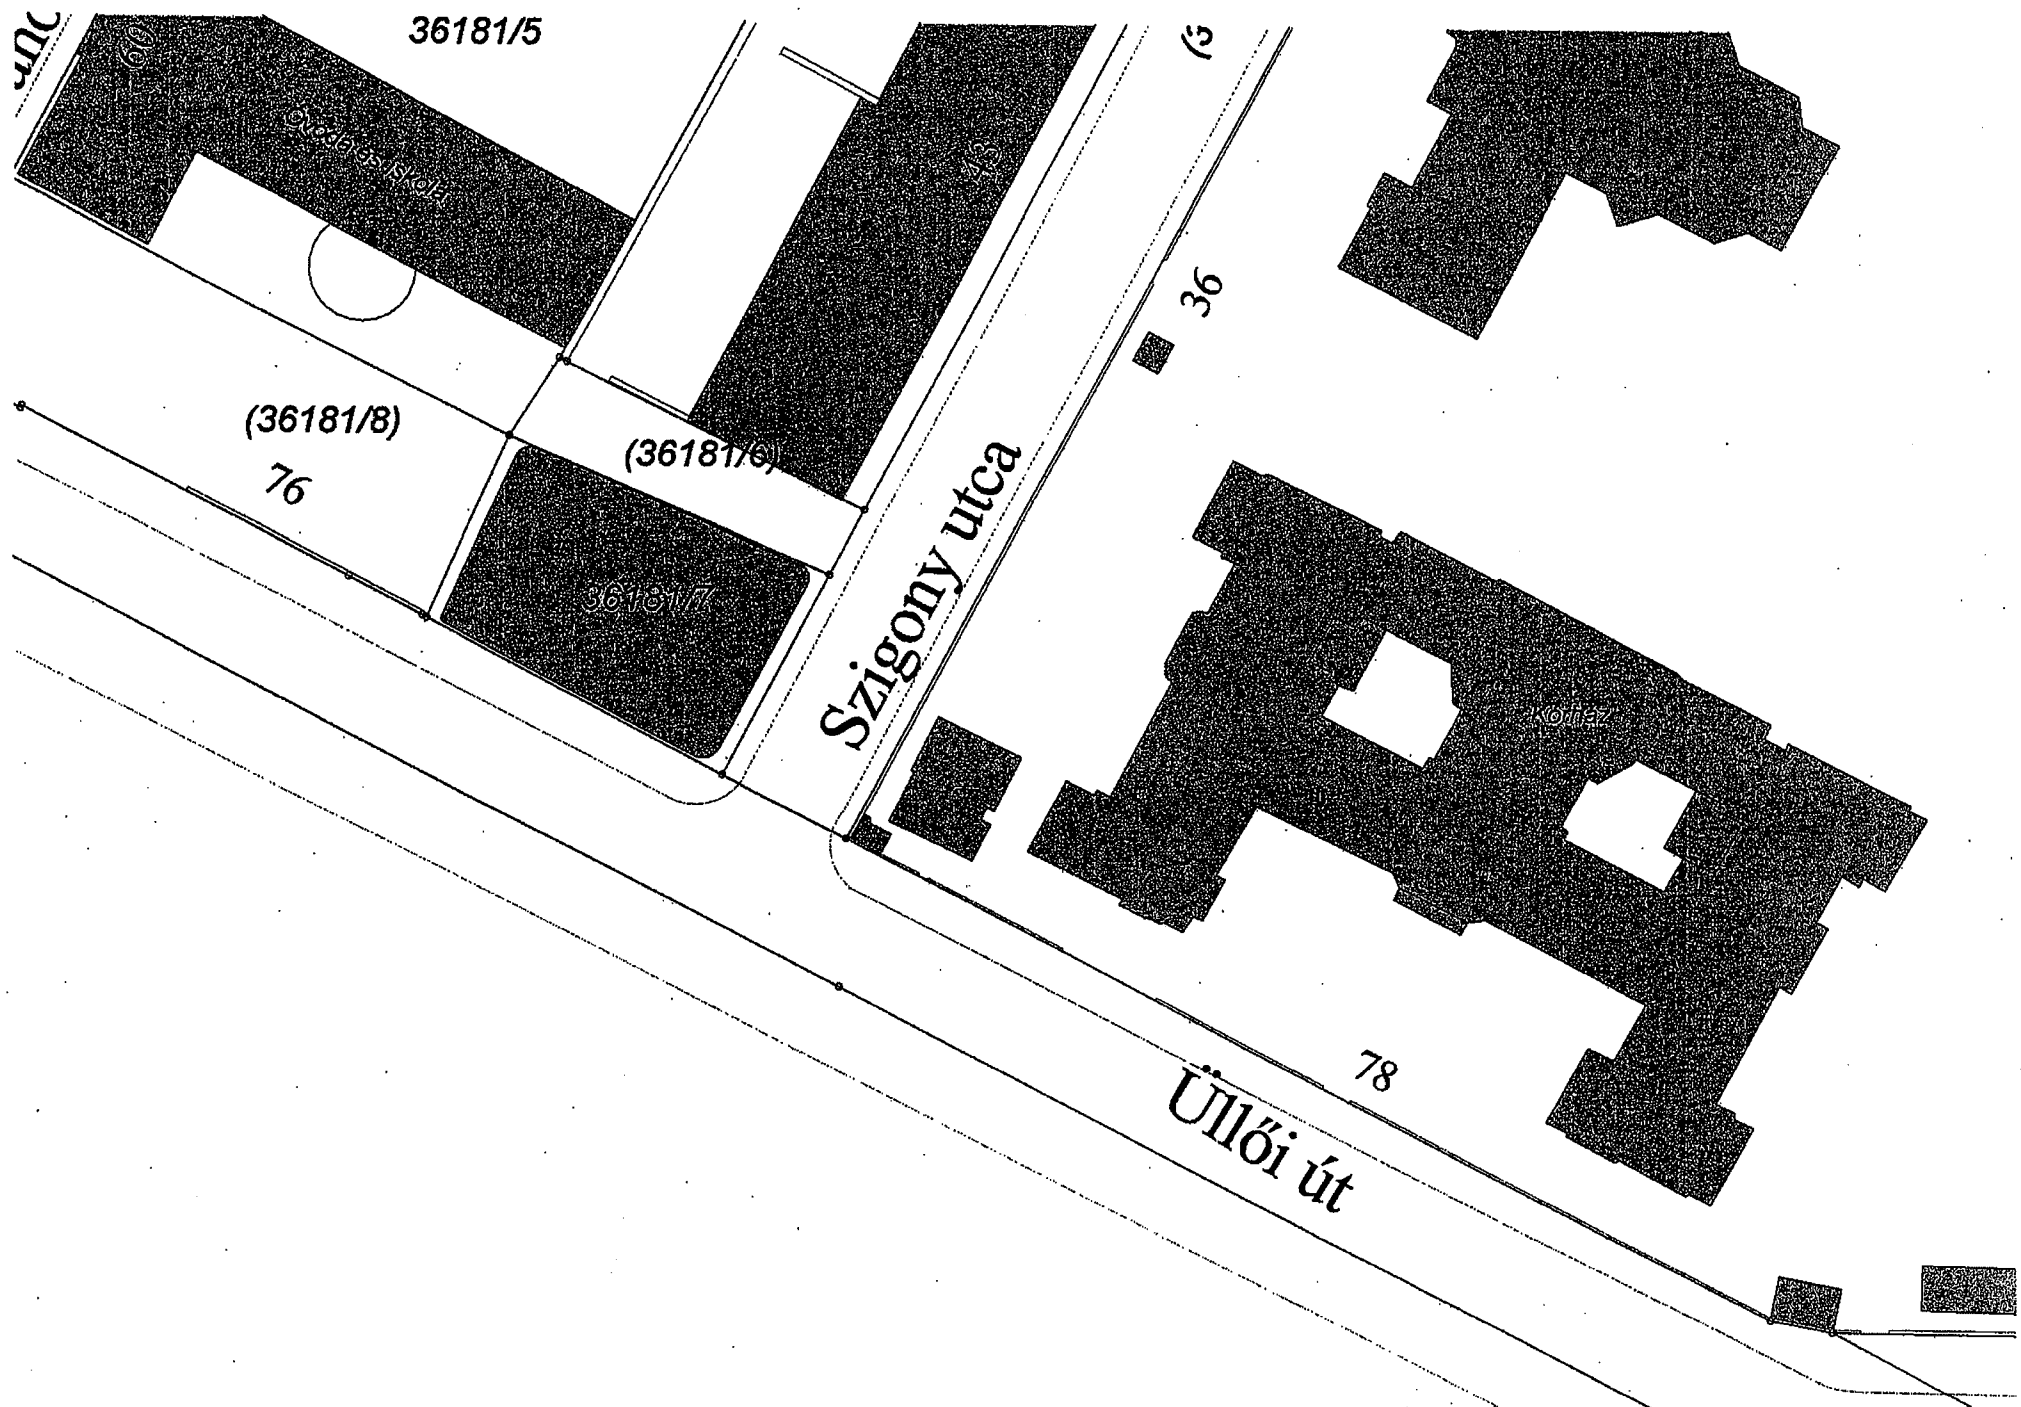 36181/5
60
Óvoda és iskola
43
36
(36181/8)
76
(36181/6)
36181/7
Szigony utca
Kórház
78
Üllői út